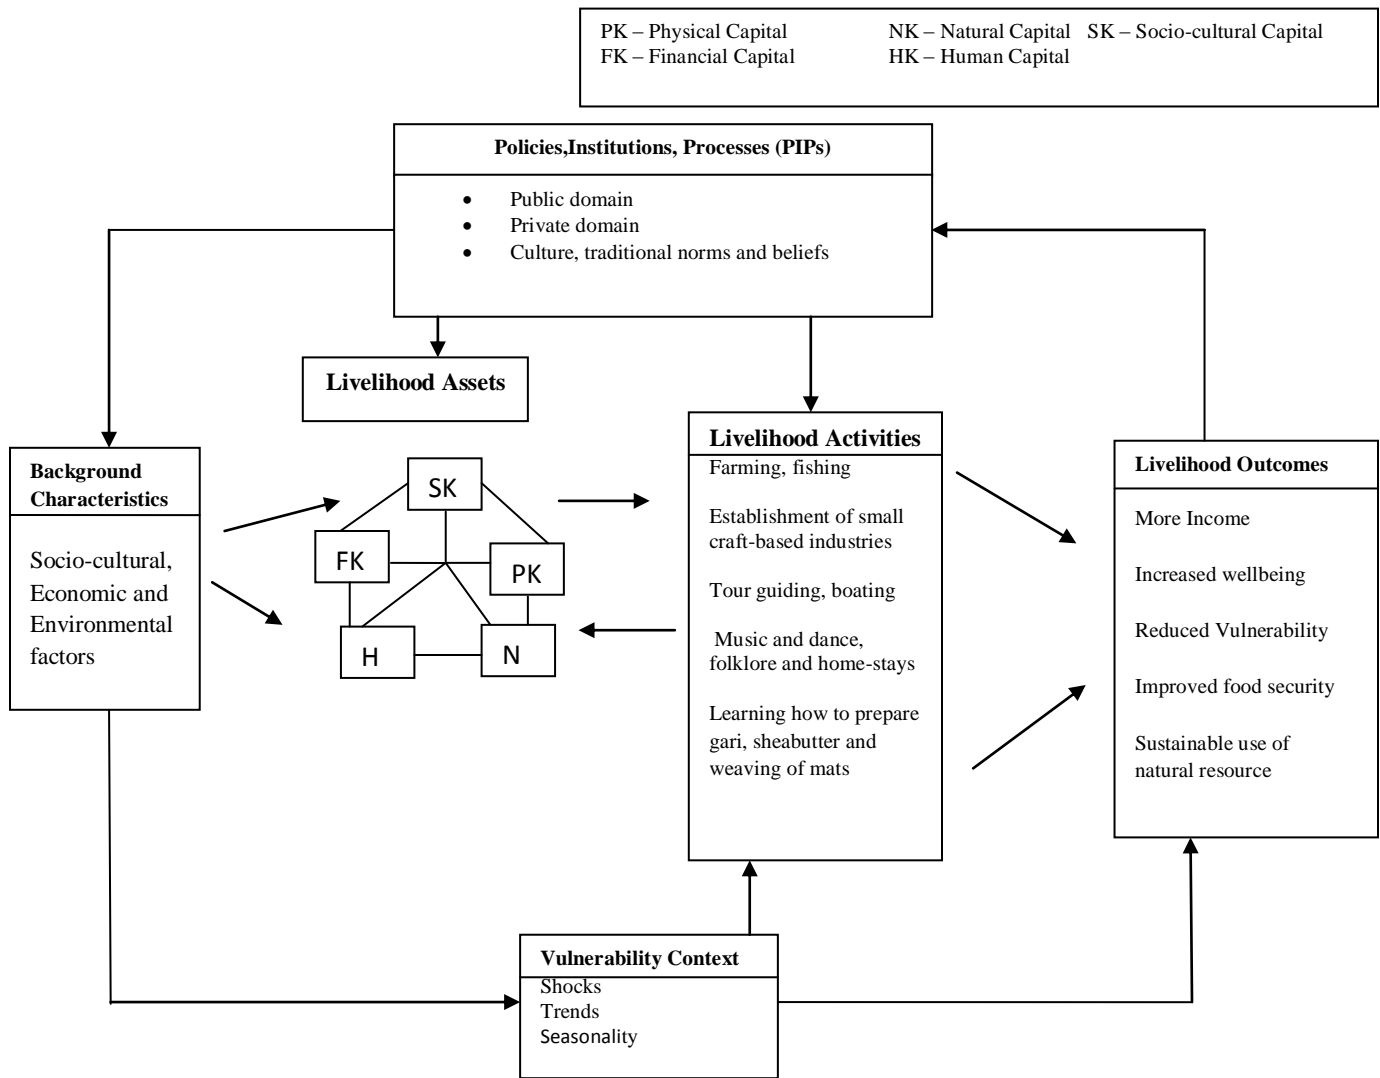 PK – Physical Capital NK – Natural Capital SK – Socio-cultural Capital
FK – Financial Capital HK – Human Capital
Policies,Institutions, Processes (PIPs)
• Public domain
• Private domain
• Culture, traditional norms and beliefs
Livelihood Assets
Background
Characteristics
Socio-cultural,
Economic and
Environmental
factors
SK
FK
PK
H
N
Livelihood Activities
Farming, fishing
Establishment of small
craft-based industries
Tour guiding, boating
Music and dance,
folklore and home-stays
Learning how to prepare
gari, sheabutter and
weaving of mats
Livelihood Outcomes
More Income
Increased wellbeing
Reduced Vulnerability
Improved food security
Sustainable use of
natural resource
Vulnerability Context
Shocks
Trends
Seasonality